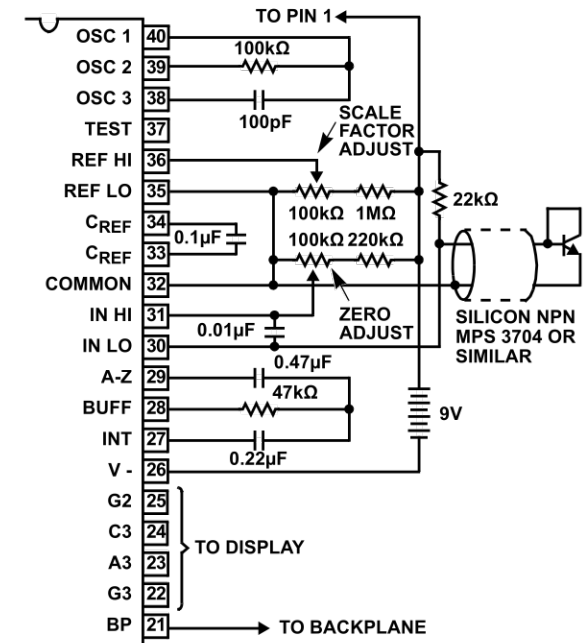 TO PIN 1
OSC 1 40
100kΩ
OSC 2 39
OSC 3 38
100pF
TEST 37
SCALE
FACTOR
ADJUST
REF HI 36
REF LO 35
100kΩ 1MΩ
22kΩ
CREF 34
0.1µF
100kΩ 220kΩ
CREF 33
COMMON 32
IN HI 31
0.01µF
ZERO
ADJUST
SILICON NPN
MPS 3704 OR
SIMILAR
IN LO 30
0.47µF
A-Z 29
47kΩ
BUFF 28
9V
INT 27
0.22µF
V - 26
G2 25
C3 24
TO DISPLAY
A3 23
G3 22
BP 21
TO BACKPLANE